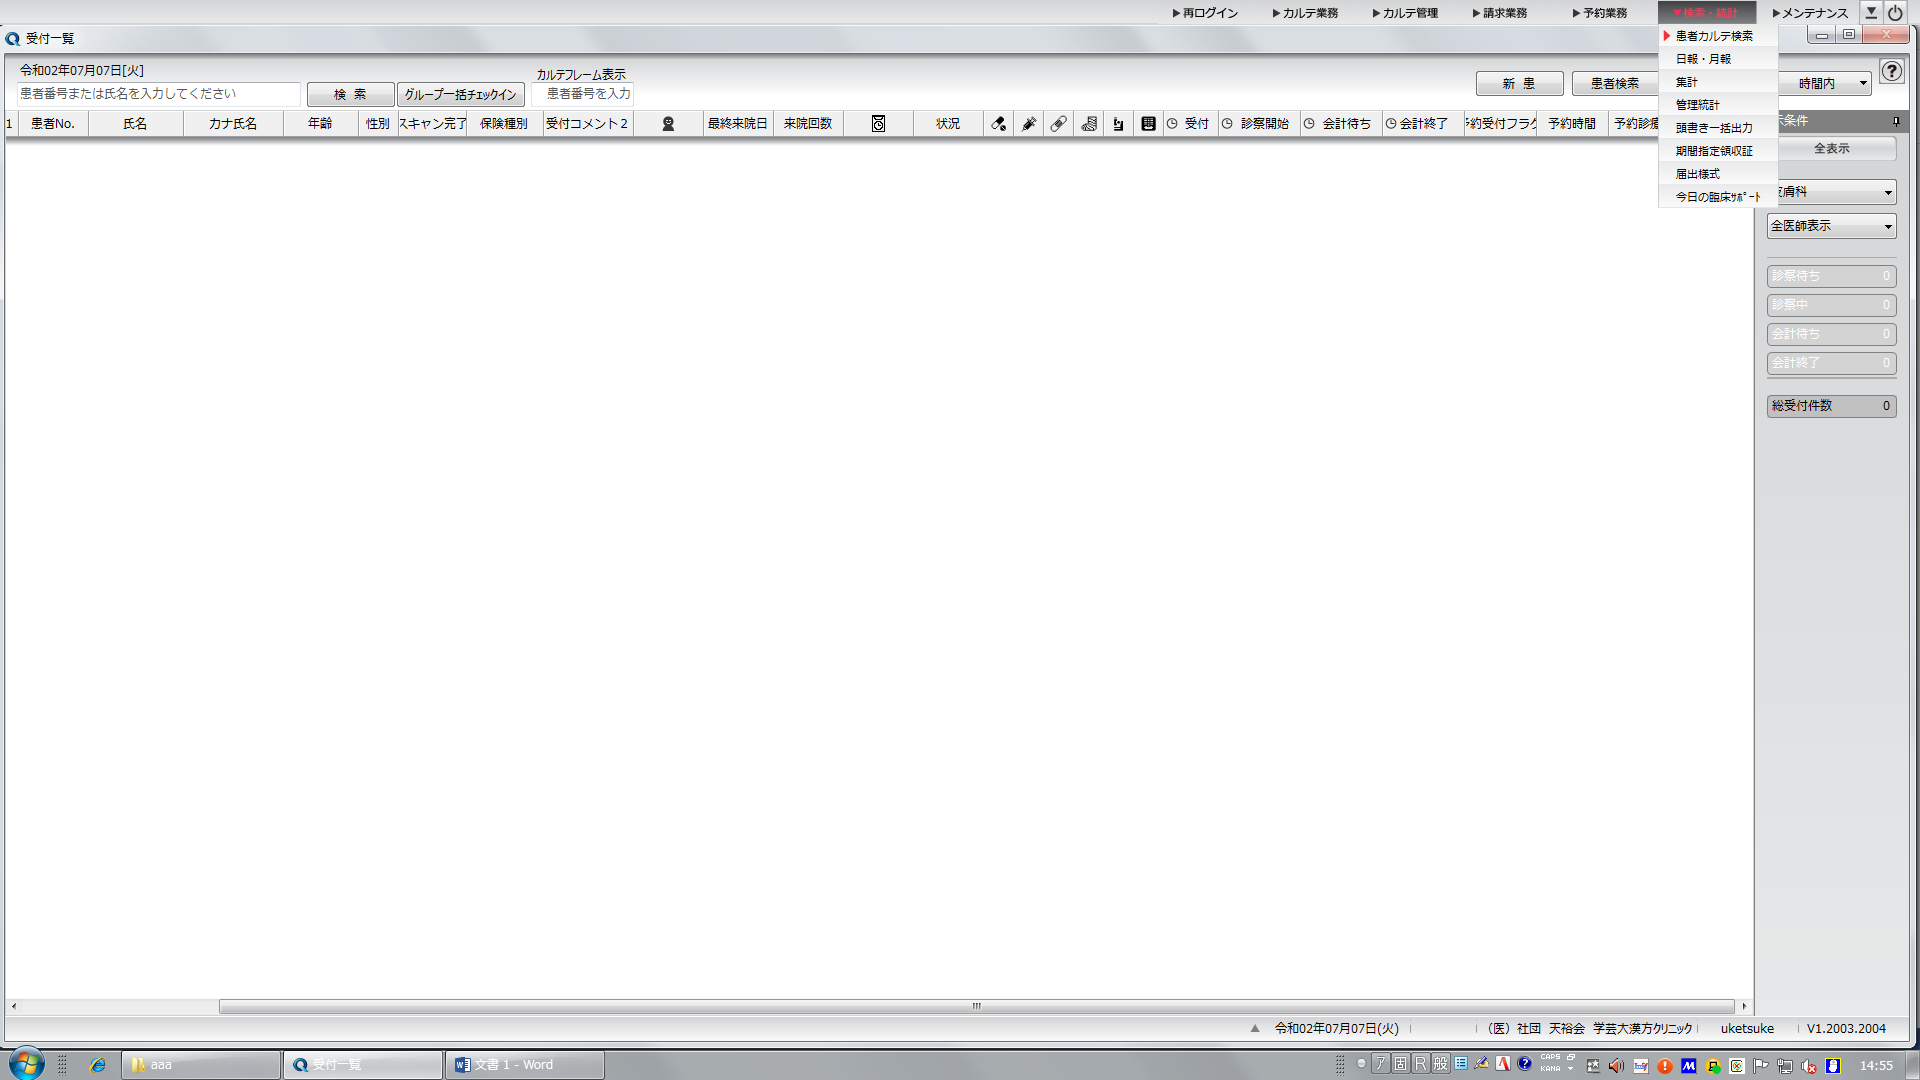 ▶再ログイン ▶カルテ業務 ▶カルテ管理 ▶請求業務 ▶予約業務 ▼検索・統計 ▶メンテナンス
受付一覧
患者カルテ検索
日報・月報
集計
管理統計
頭書き一括出力
期間指定領収証
届出様式
今日の臨床ｻﾎﾟｰﾄ
令和02年07月07日[火]
患者番号または氏名を入力してください
検 索
グループ一括チェックイン
カルテフレーム表示
患者番号を入力
新 患
患者検索
時間内
1 患者No. 氏名 カナ氏名 年齢 性別 スキャン完了 保険種別 受付コメント２ 最終来院日 来院回数 状況 受付 診察開始 会計待ち 会計終了 予約受付フラグ 予約時間 予約診療
示条件
全表示
皮膚科
全医師表示
診察待ち 0
診察中 0
会計待ち 0
会計終了 0
総受付件数 0
令和02年07月07日(火) （医）社団 天裕会 学芸大漢方クリニック uketsuke V1.2003.2004
aaa 受付一覧 文書 1 - Word ア 固 R 般 CAPS KANA 14:55